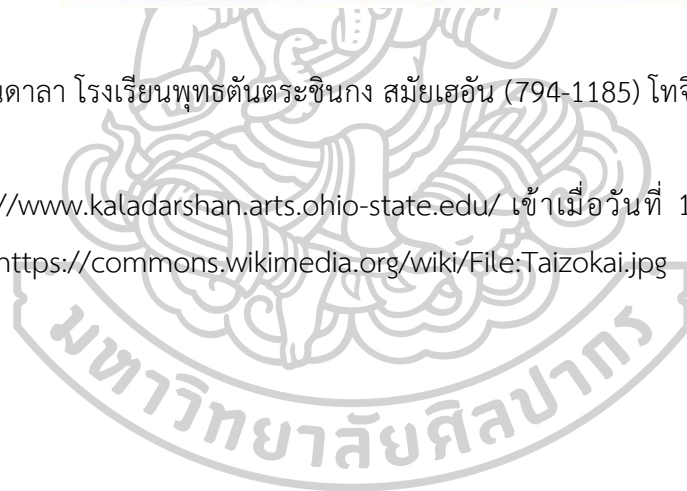 นดาลา โรงเรียนพุทธตันตระชินกง สมัยเฮอัน (794-1185) โทจิ
//www.kaladarshan.arts.ohio-state.edu/ เข้าเมื่อวันที่ 1
https://commons.wikimedia.org/wiki/File:Taizokai.jpg
มหาวิทยาลัยศิลปากร